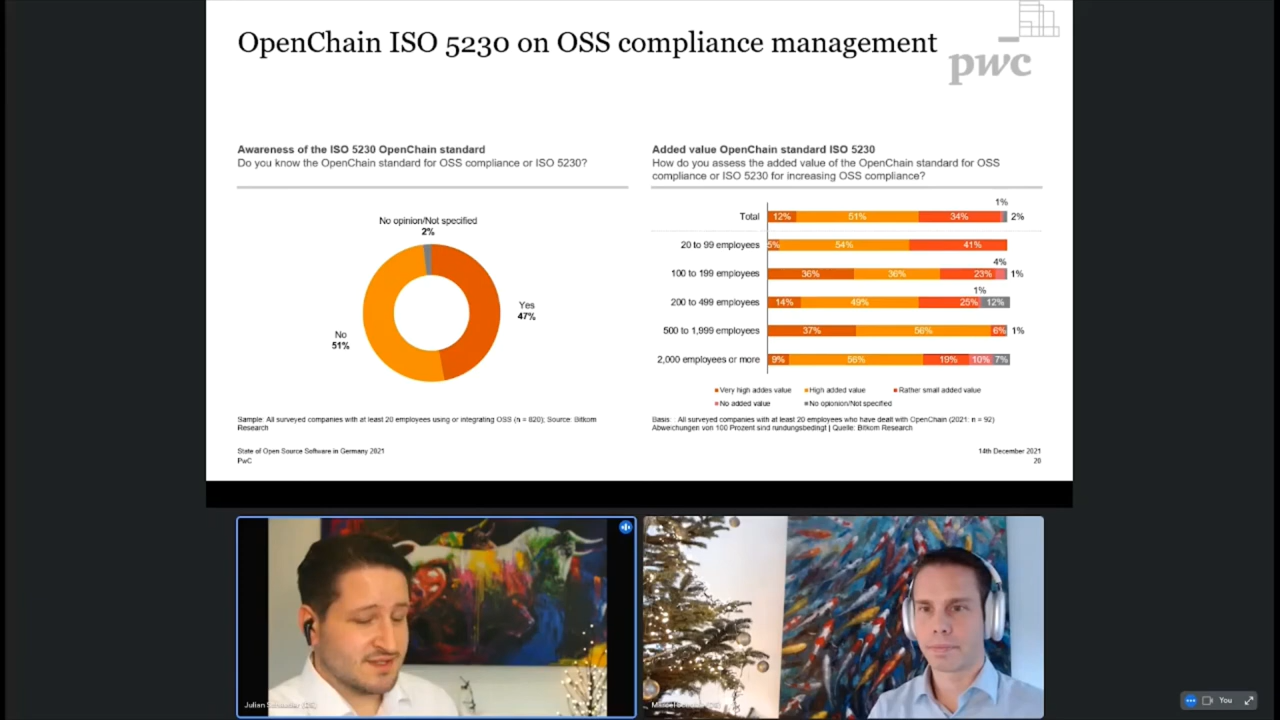 OpenChain ISO 5230 on OSS compliance management
pwc
Awareness of the ISO 5230 OpenChain standard
Do you know the OpenChain standard for OSS compliance or ISO 5230?
No opinion/Not specified
2%
Yes
47%
No
51%
Sample: All surveyed companies with at least 20 employees using or integrating OSS (n = 820); Source: Bitkom
Research
Added value OpenChain standard ISO 5230
How do you assess the added value of the OpenChain standard for OSS
compliance or ISO 5230 for increasing OSS compliance?
1%
Total 12% 51% 34% 2%
20 to 99 employees 5% 54% 41%
4%
100 to 199 employees 36% 36% 23% 1%
1%
200 to 499 employees 14% 49% 25% 12%
500 to 1,999 employees 37% 56% 6% 1%
2,000 employees or more 9% 56% 19% 10% 7%
Very high addes value High added value Rather small added value
No added value No opionion/Not specified
Basis: All surveyed companies with at least 20 employees who have dealt with OpenChain (2021: n = 92)
Abweichungen von 100 Prozent sind rundungsbedingt | Quelle: Bitkom Research
State of Open Source Software in Germany 2021
PwC
14th December 2021
20
Julian
You